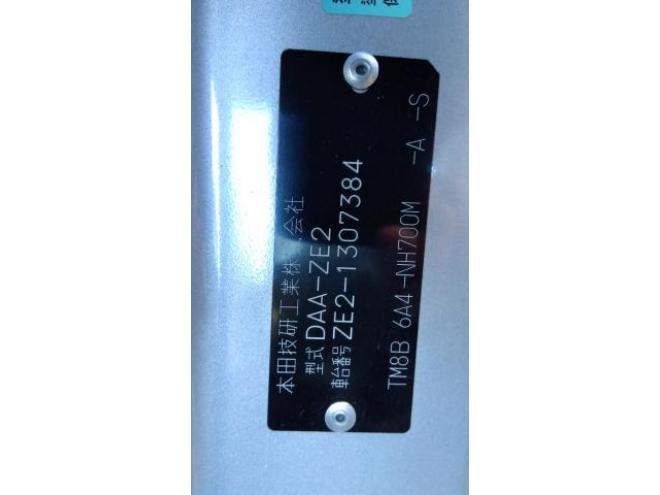 本田技研工業株 会社
型式 DAA-ZE2
車台番号 ZE2-1307384
TM8B 6A4-NH700M -A -S